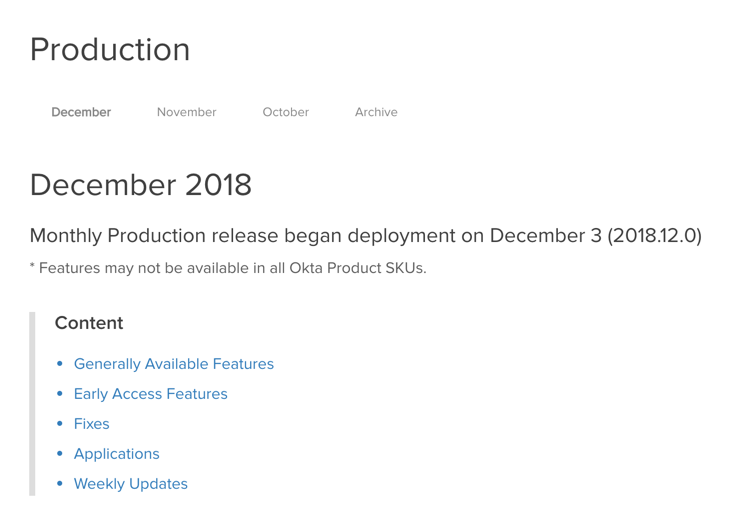 Production
December November October Archive
December 2018
Monthly Production release began deployment on December 3 (2018.12.0)
* Features may not be available in all Okta Product SKUs.
Content
• Generally Available Features
• Early Access Features
• Fixes
• Applications
• Weekly Updates